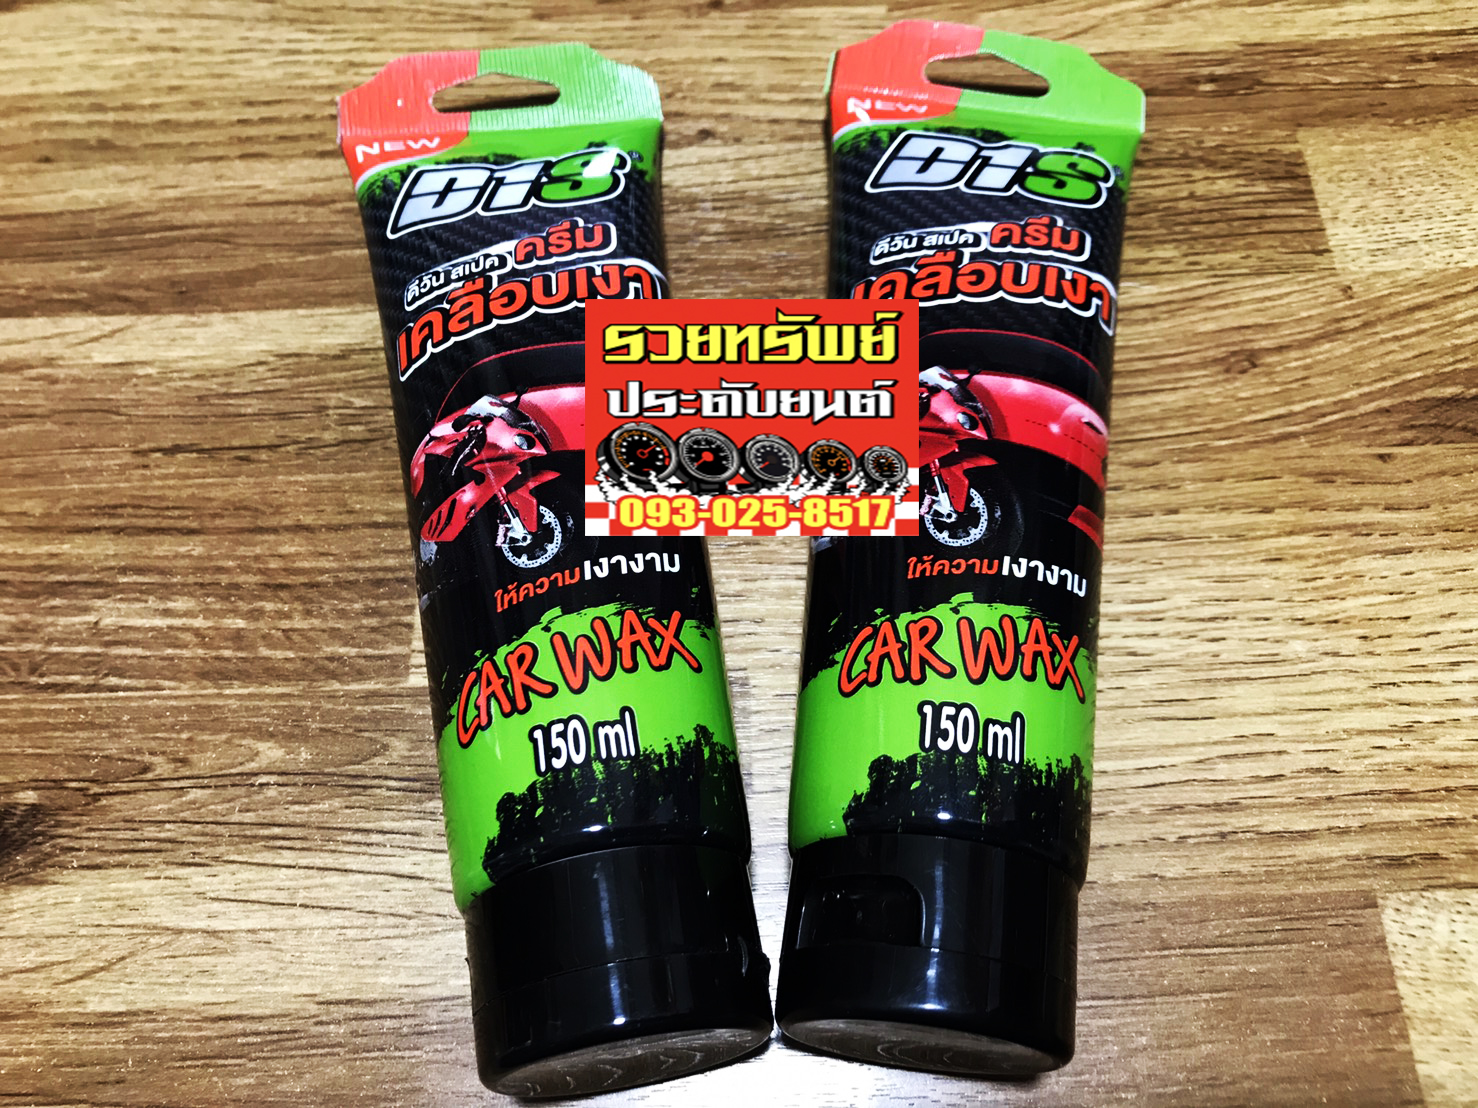 NEW
D1S
ดีวัน สเปค ครีม
เคลือบเงา
ให้ความเงางาม
CAR WAX
150 ml
NEW
D1S
ดีวัน สเปค ครีม
เคลือบเงา
ให้ความเงางาม
CAR WAX
150 ml
รวยทรัพย์
ประดับยนต์
093-025-8517